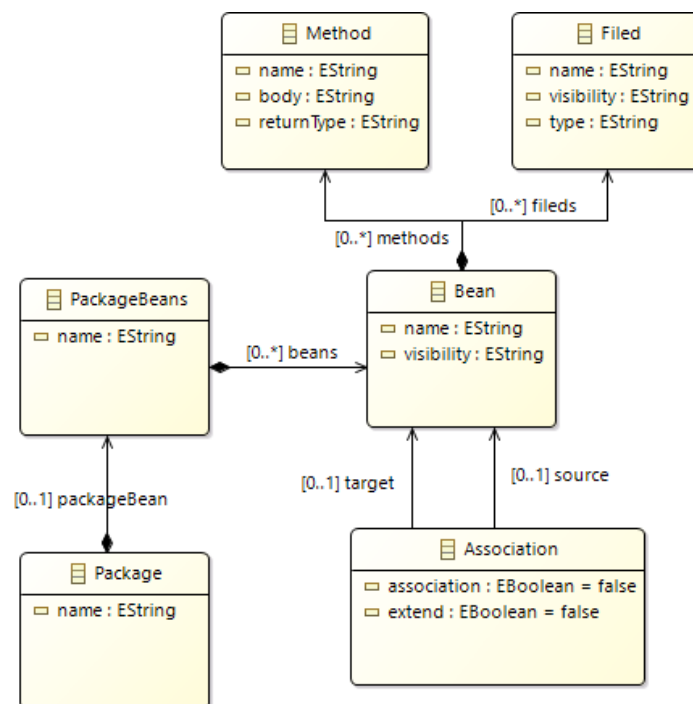 Method
name : EString
body : EString
returnType : EString
Filed
name : EString
visibility : EString
type : EString
[0..*] fileds
[0..*] methods
PackageBeans
name : EString
[0..*] beans
Bean
name : EString
visibility : EString
[0..1] target
[0..1] source
[0..1] packageBean
Package
name : EString
Association
association : EBoolean = false
extend : EBoolean = false